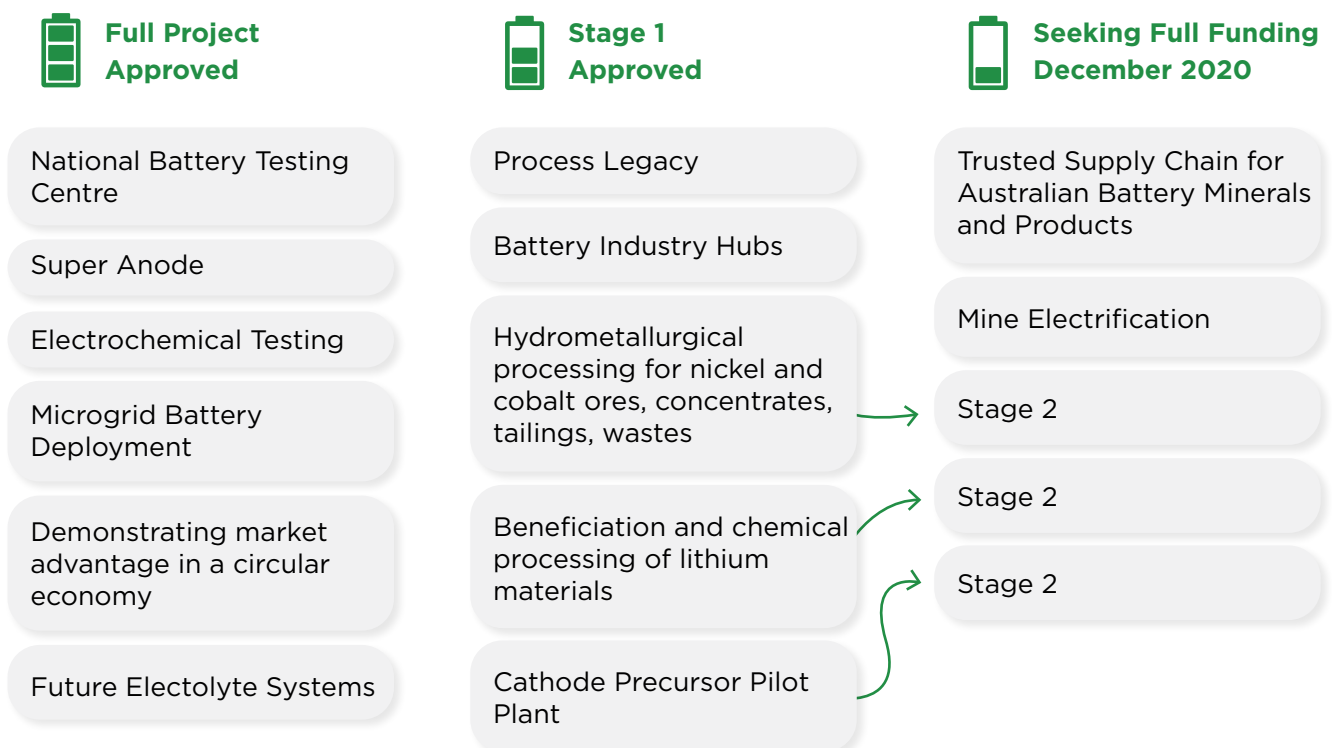 Full Project
Approved
National Battery Testing
Centre
Super Anode
Electrochemical Testing
Microgrid Battery
Deployment
Demonstrating market
advantage in a circular
economy
Future Electolyte Systems
Stage 1
Approved
Process Legacy
Battery Industry Hubs
Hydrometallurgical
processing for nickel and
cobalt ores, concentrates,
tailings, wastes
Beneficiation and chemical
processing of lithium
materials
Cathode Precursor Pilot
Plant
Seeking Full Funding
December 2020
Trusted Supply Chain for
Australian Battery Minerals
and Products
Mine Electrification
Stage 2
Stage 2
Stage 2